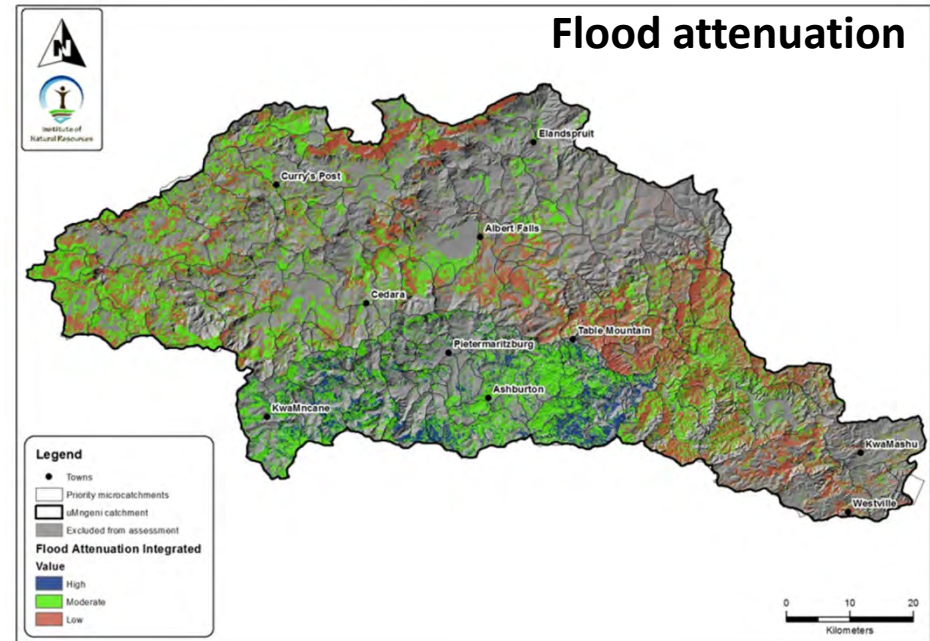 Flood attenuation
N
Institute of
Natural Resources
Elandspruit
Curry's Post
Albert Falls
Cedara
Table Mountain
Pietermaritzburg
Ashburton
KwaMncane
KwaMashu
Westville
Legend
Towns
Priority microcatchments
uMngeni catchment
Excluded from assessment
Flood Attenuation Integrated
Value
High
Moderate
Low
0 10 20
Kilometers